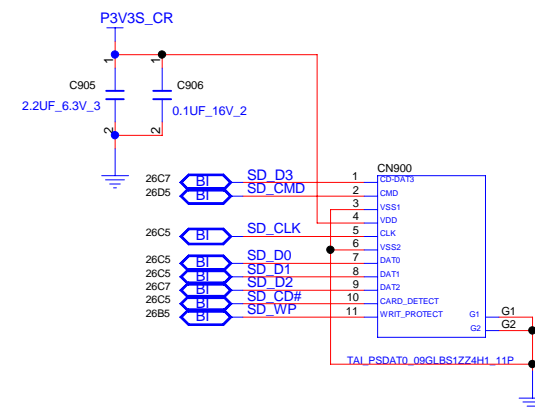 P3V3S_CR
1 1
C905 C906
2.2UF_6.3V_3 0.1UF_16V_2
2 2
CN900
26C7 BI SD_D3 1 CD-DAT3
26D5 BI SD_CMD 2 CMD
3 VSS1
4 VDD
26C5 BI SD_CLK 5 CLK
6 VSS2
26C5 BI SD_D0 7 DAT0
26C5 BI SD_D1 8 DAT1
26C7 BI SD_D2 9 DAT2
26C5 BI SD_CD# 10 CARD_DETECT
26B5 BI SD_WP 11 WRIT_PROTECT G1 G1
G2 G2
TAI_PSDAT0_09GLBS1ZZ4H1_11P